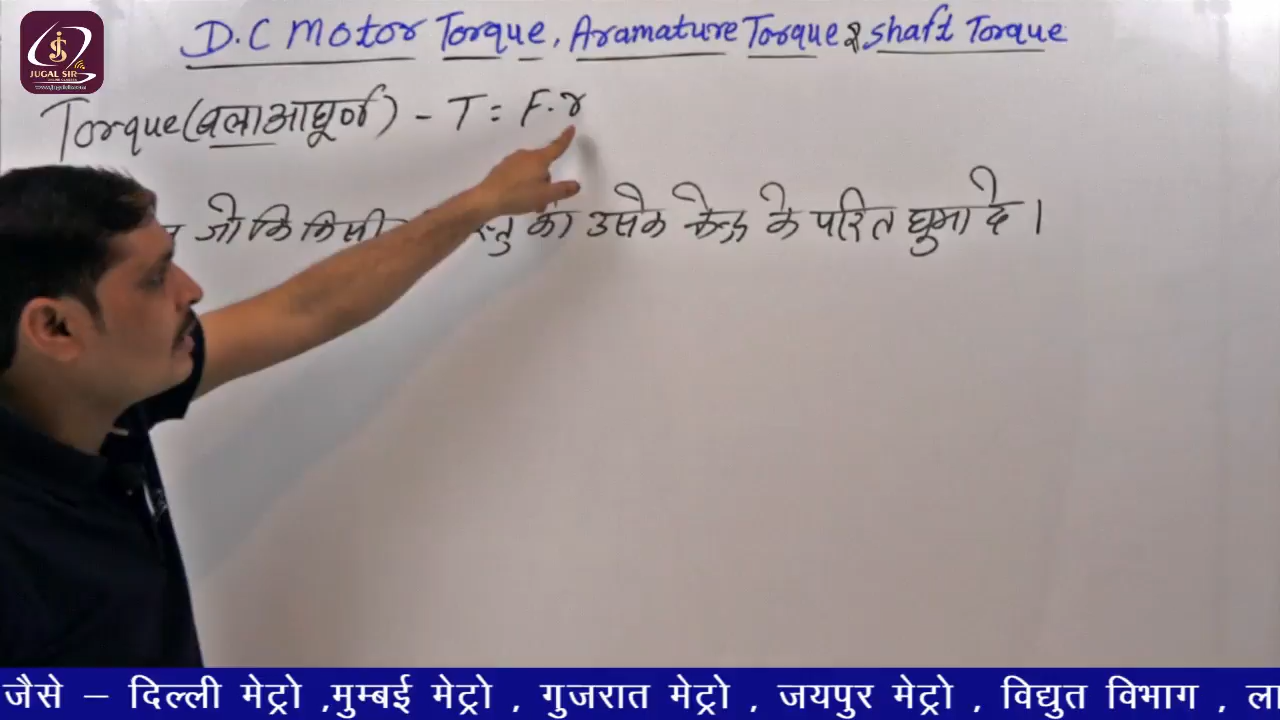 JUGAL SIR
D.C Motor Torque, Aramature Torque & Shaft Torque
Torque (बलाआघूर्ण) - T = F.r
जो कि किसी को उसके केन्द्र के परित घुमा दे।
जैसे – दिल्ली मेट्रो ,मुम्बई मेट्रो , गुजरात मेट्रो , जयपुर मेट्रो , विद्युत विभाग , ला